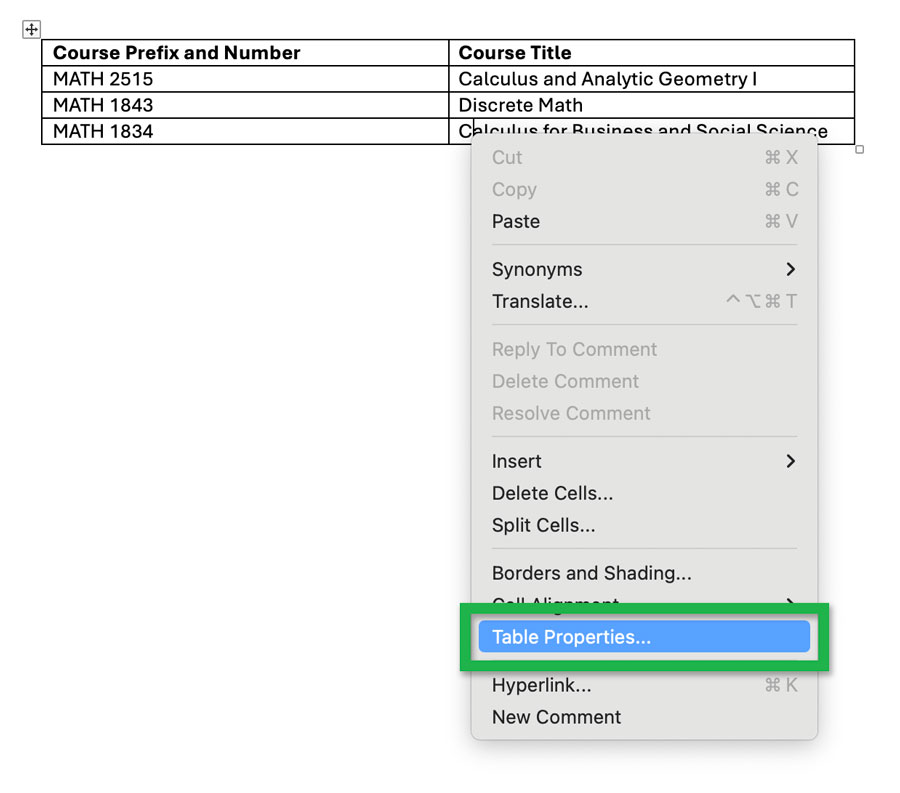 Course Prefix and Number Course Title
MATH 2515 Calculus and Analytic Geometry I
MATH 1843 Discrete Math
MATH 1834 Calculus for Business and Social Science
Cut ⌘ X
Copy ⌘ C
Paste ⌘ V
Synonyms
Translate... ^⌥⌘ T
Reply To Comment
Delete Comment
Resolve Comment
Insert
Delete Cells...
Split Cells...
Borders and Shading...
Cell Alignment
Table Properties...
Hyperlink... ⌘ K
New Comment